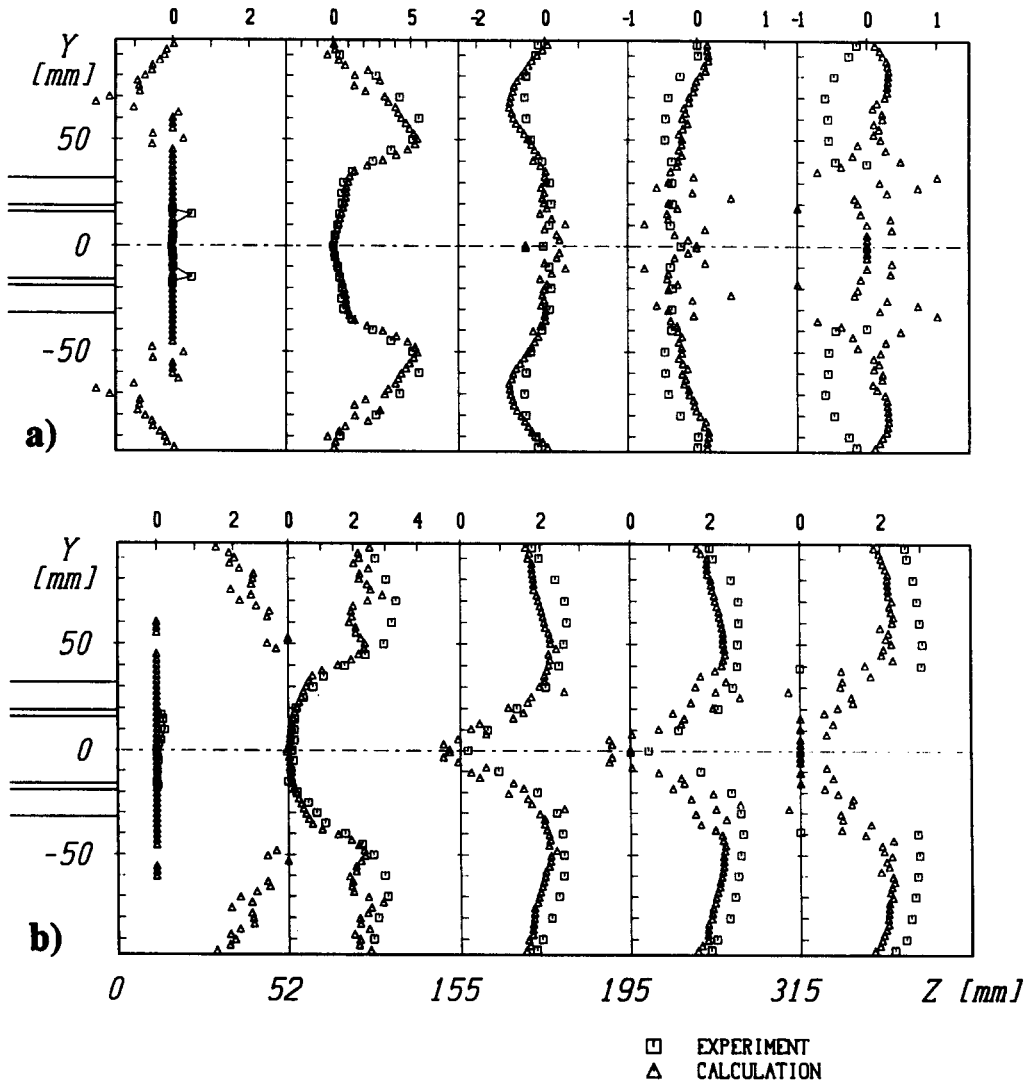 0 2 0 5 -2 0 -1 0 1 -1 0 1
Y
[mm]
50
0
-50
a)
0 2 0 2 4 0 2 0 2 0 2
Y
[mm]
50
0
-50
b)
0 52 155 195 315 Z [mm]
EXPERIMENT
CALCULATION